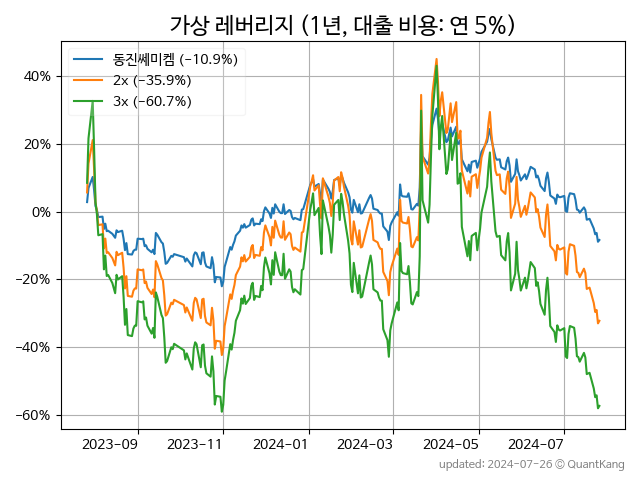 가상 레버리지 (1년, 대출 비용: 연 5%)
동진쎄미켐 (−10.9%)
2x (−35.9%)
3x (−60.7%)
40%
20%
0%
−20%
−40%
−60%
2023-09
2023-11
2024-01
2024-03
2024-05
2024-07
updated: 2024-07-26 © QuantKang